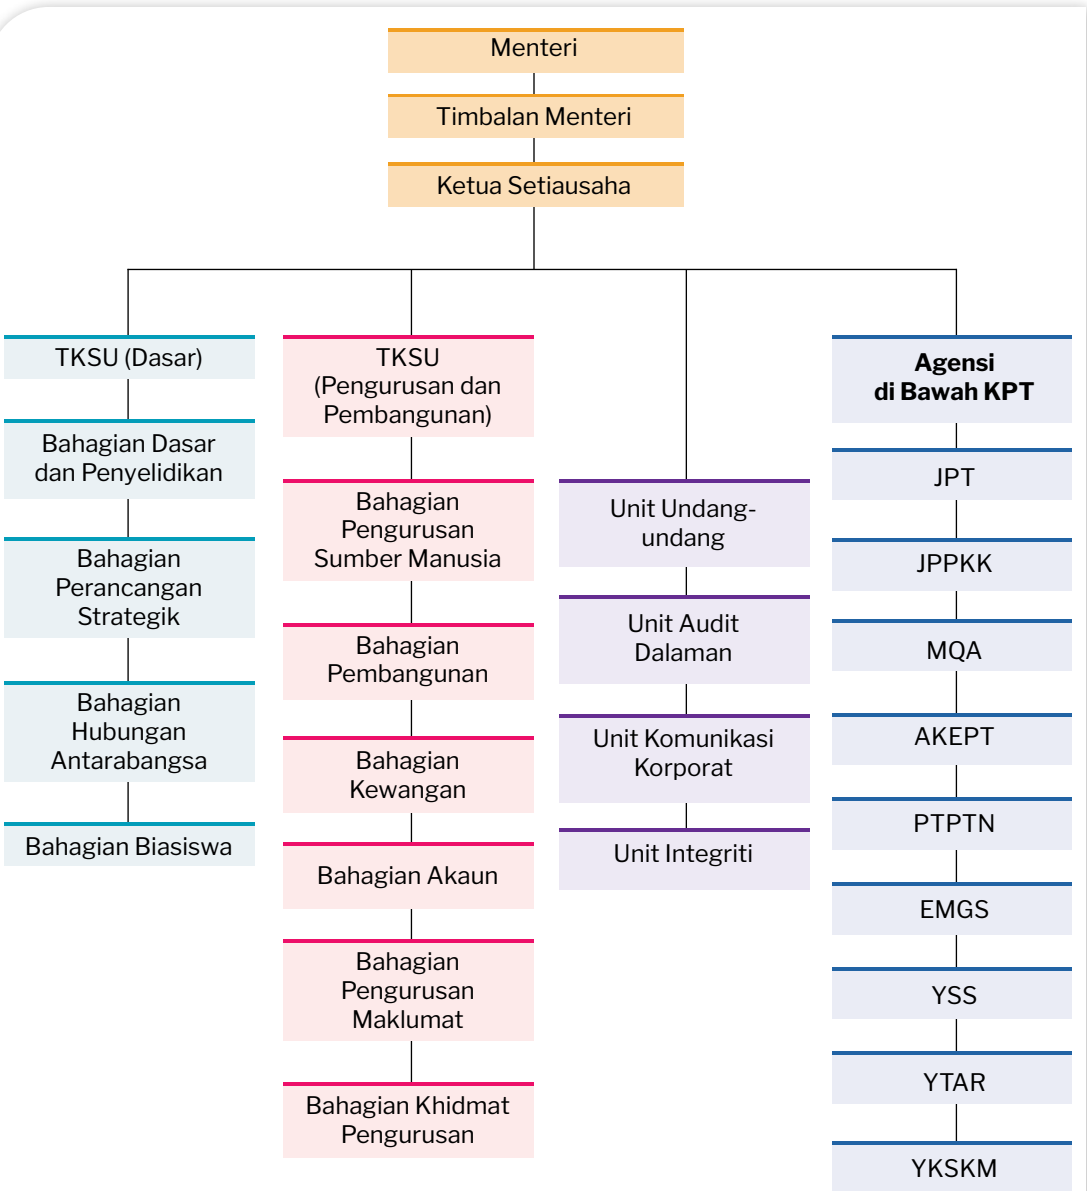 Menteri
Timbalan Menteri
Ketua Setiausaha
TKSU (Dasar)
Bahagian Dasar
dan Penyelidikan
Bahagian
Perancangan
Strategik
Bahagian
Hubungan
Antarabangsa
Bahagian Biasiswa
TKSU
(Pengurusan dan
Pembangunan)
Bahagian
Pengurusan
Sumber Manusia
Bahagian
Pembangunan
Bahagian
Kewangan
Bahagian Akaun
Bahagian
Pengurusan
Maklumat
Bahagian Khidmat
Pengurusan
Unit Undang-
undang
Unit Audit
Dalaman
Unit Komunikasi
Korporat
Unit Integriti
Agensi
di Bawah KPT
JPT
JPPKK
MQA
AKEPT
PTPTN
EMGS
YSS
YTAR
YKSKM